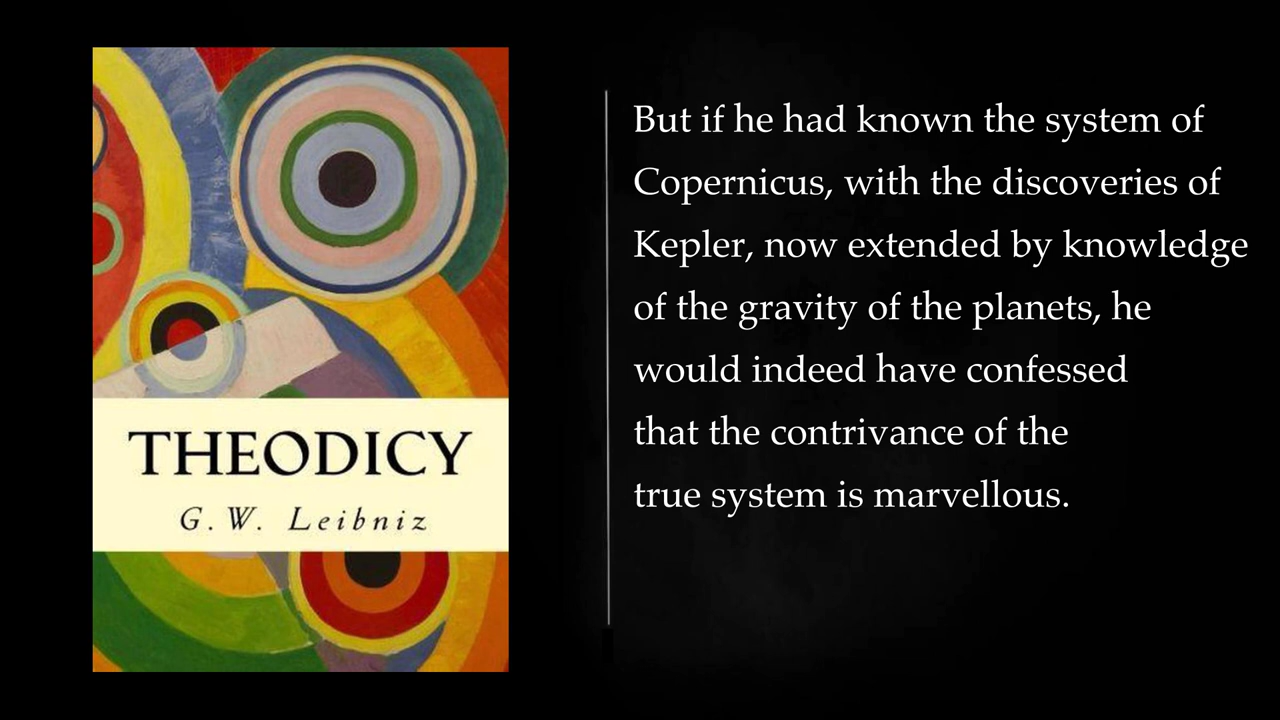 THEODICY
G.W. Leibniz
But if he had known the system of
Copernicus, with the discoveries of
Kepler, now extended by knowledge
of the gravity of the planets, he
would indeed have confessed
that the contrivance of the
true system is marvellous.